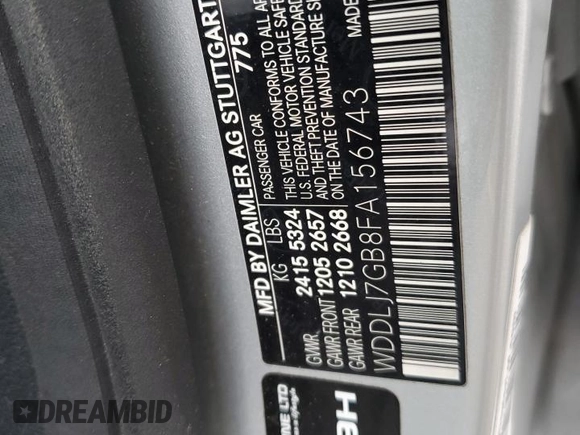 MFD BY DAIMLER AG STUTTGART
775
PASSENGER CAR
KG LBS
GVWR 2415 5324
GAWR FRONT 1205 2657
GAWR REAR 1210 2668
THIS VEHICLE CONFORMS TO ALL
U.S. FEDERAL MOTOR VEHICLE
AND THEFT PREVENTION STANDARD
ON THE DATE OF MANUFACTURE
MADE
WDDLJ7GB8FA156743
LTD
DREAMBID